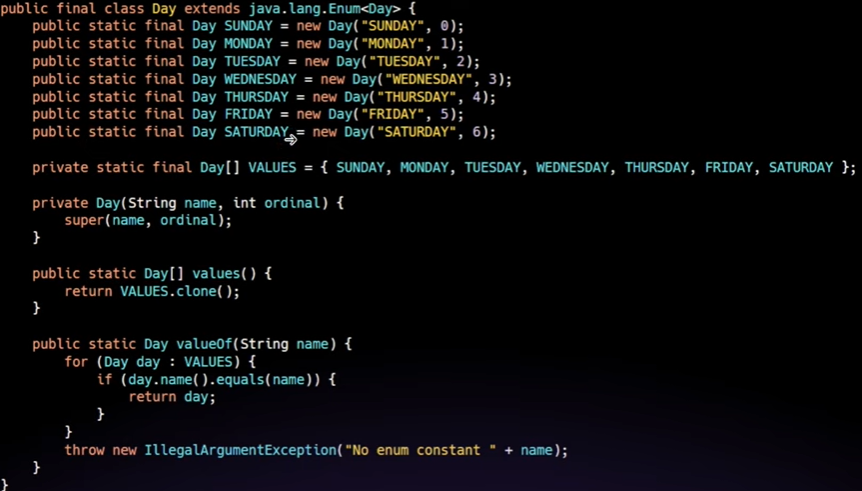 public final class Day extends java.lang.Enum<Day> {
    public static final Day SUNDAY = new Day("SUNDAY", 0);
    public static final Day MONDAY = new Day("MONDAY", 1);
    public static final Day TUESDAY = new Day("TUESDAY", 2);
    public static final Day WEDNESDAY = new Day("WEDNESDAY", 3);
    public static final Day THURSDAY = new Day("THURSDAY", 4);
    public static final Day FRIDAY = new Day("FRIDAY", 5);
    public static final Day SATURDAY = new Day("SATURDAY", 6);

    private static final Day[] VALUES = { SUNDAY, MONDAY, TUESDAY, WEDNESDAY, THURSDAY, FRIDAY, SATURDAY };

    private Day(String name, int ordinal) {
        super(name, ordinal);
    }

    public static Day[] values() {
        return VALUES.clone();
    }

    public static Day valueOf(String name) {
        for (Day day : VALUES) {
            if (day.name().equals(name)) {
                return day;
            }
        }
        throw new IllegalArgumentException("No enum constant " + name);
    }
}